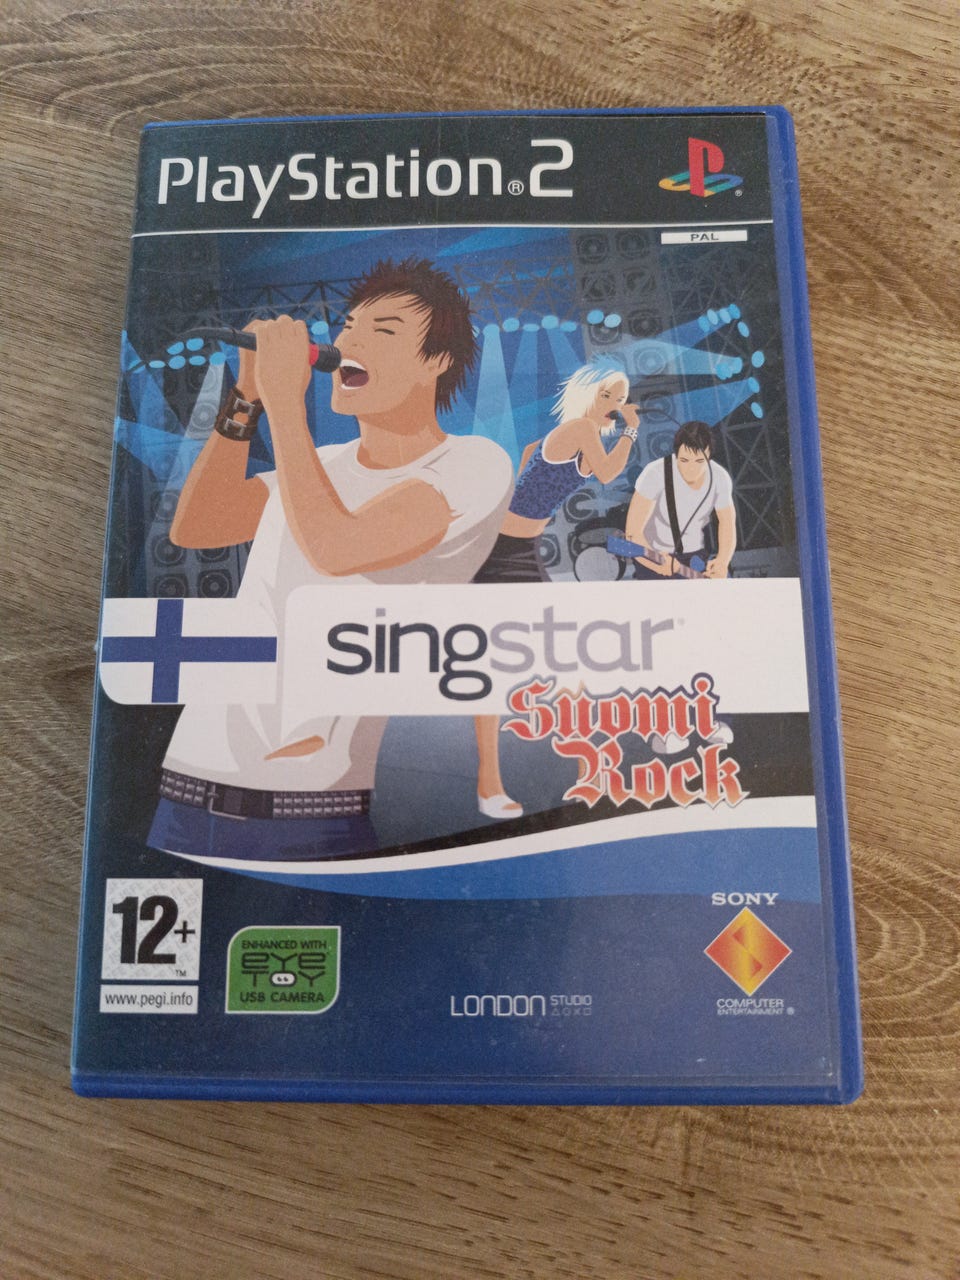 PlayStation®2
PAL
singstar
Suomi
Rock
12+
™
www.pegi.info
ENHANCED WITH
EYE
TOY
USB CAMERA
LONDON STUDIO
SONY
COMPUTER
ENTERTAINMENT®